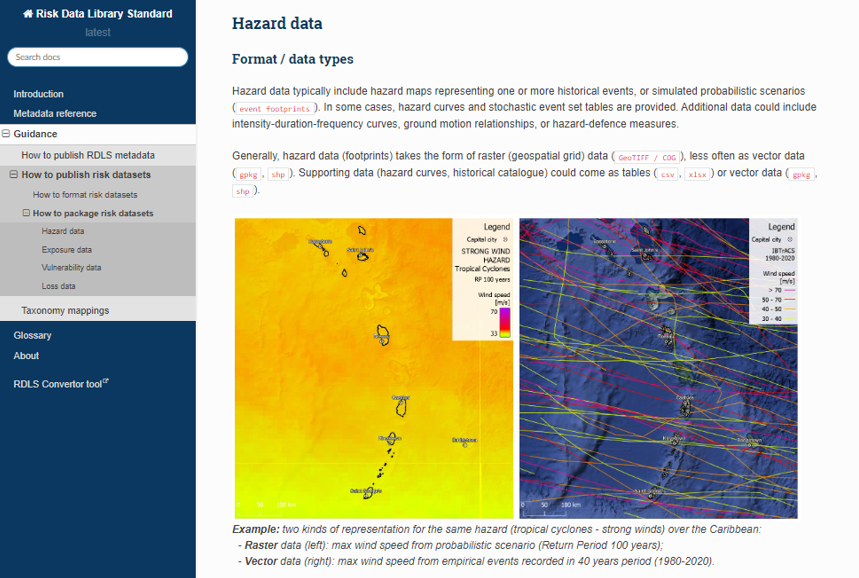 Risk Data Library Standard
latest
Search docs
Introduction
Metadata reference
Guidance
How to publish RDLS metadata
How to publish risk datasets
How to format risk datasets
How to package risk datasets
Hazard data
Exposure data
Vulnerability data
Loss data
Taxonomy mappings
Glossary
About
RDLS Convertor tool
Hazard data
Format / data types
Hazard data typically include hazard maps representing one or more historical events, or simulated probabilistic scenarios
( event footprints ). In some cases, hazard curves and stochastic event set tables are provided. Additional data could include
intensity-duration-frequency curves, ground motion relationships, or hazard-defence measures.
Generally, hazard data (footprints) takes the form of raster (geospatial grid) data ( GeoTIFF / COG ), less often as vector data
( gpkg , shp ). Supporting data (hazard curves, historical catalogue) could come as tables ( csv , xlsx ) or vector data ( gpkg ,
shp ).
Legend
Capital city
STRONG WIND
HAZARD
Tropical Cyclones
RP 100 years
Wind speed
[m/s]
70
33
0 50 100 km
Legend
Capital city
IBTrACS
1980-2020
Wind speed
[m/s]
> 70
50 - 70
40 - 50
30 - 40
0 50 100 km
Example: two kinds of representation for the same hazard (tropical cyclones - strong winds) over the Caribbean:
- Raster data (left): max wind speed from probabilistic scenario (Return Period 100 years);
- Vector data (right): max wind speed from empirical events recorded in 40 years period (1980-2020).